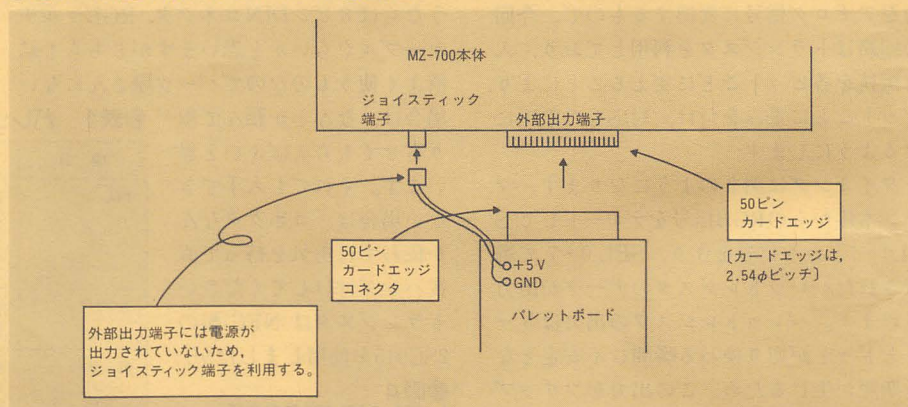 MZ-700本体
ジョイスティック
端子
外部出力端子
50ピン
カードエッジ
〔カードエッジは,
2.54φピッチ〕
50ピン
カードエッジ
コネクタ
+5V
GND
パレットボード
外部出力端子には電源が
出力されていないため,
ジョイスティック端子を利用する。